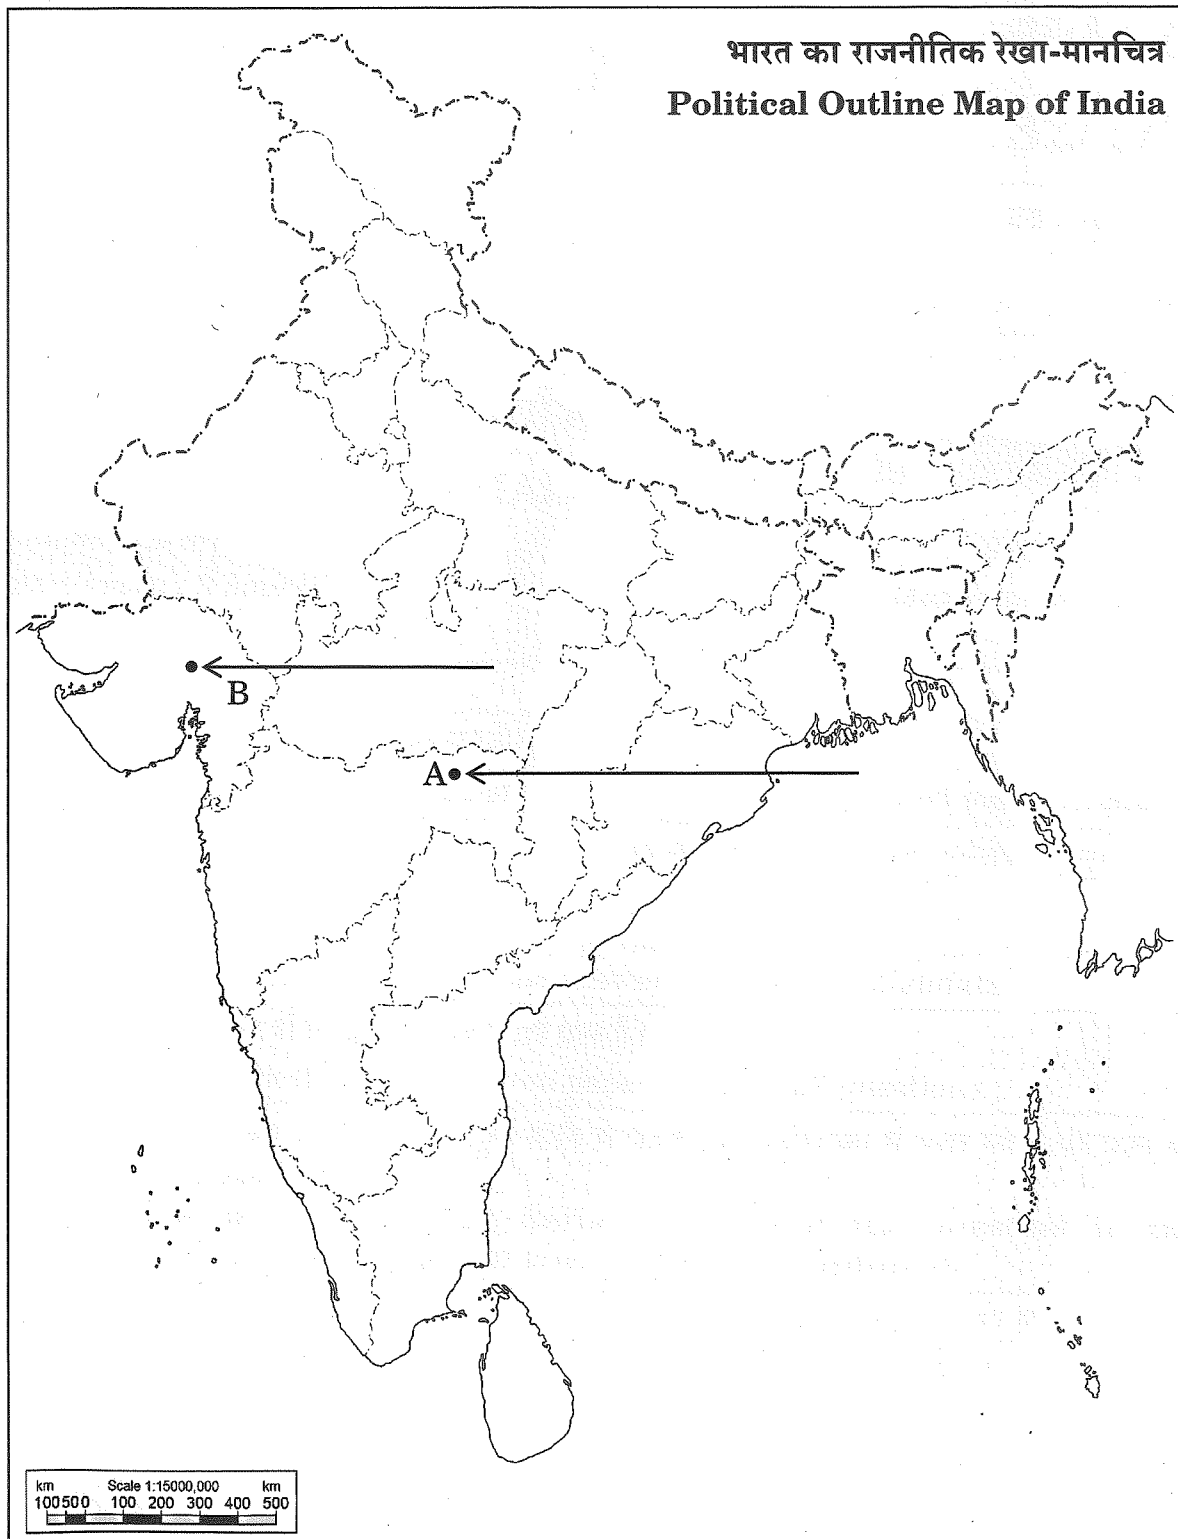 भारत का राजनीतिक रेखा-मानचित्र
Political Outline Map of India
B
A
km Scale 1:15000,000 km
100 50 0 100 200 300 400 500